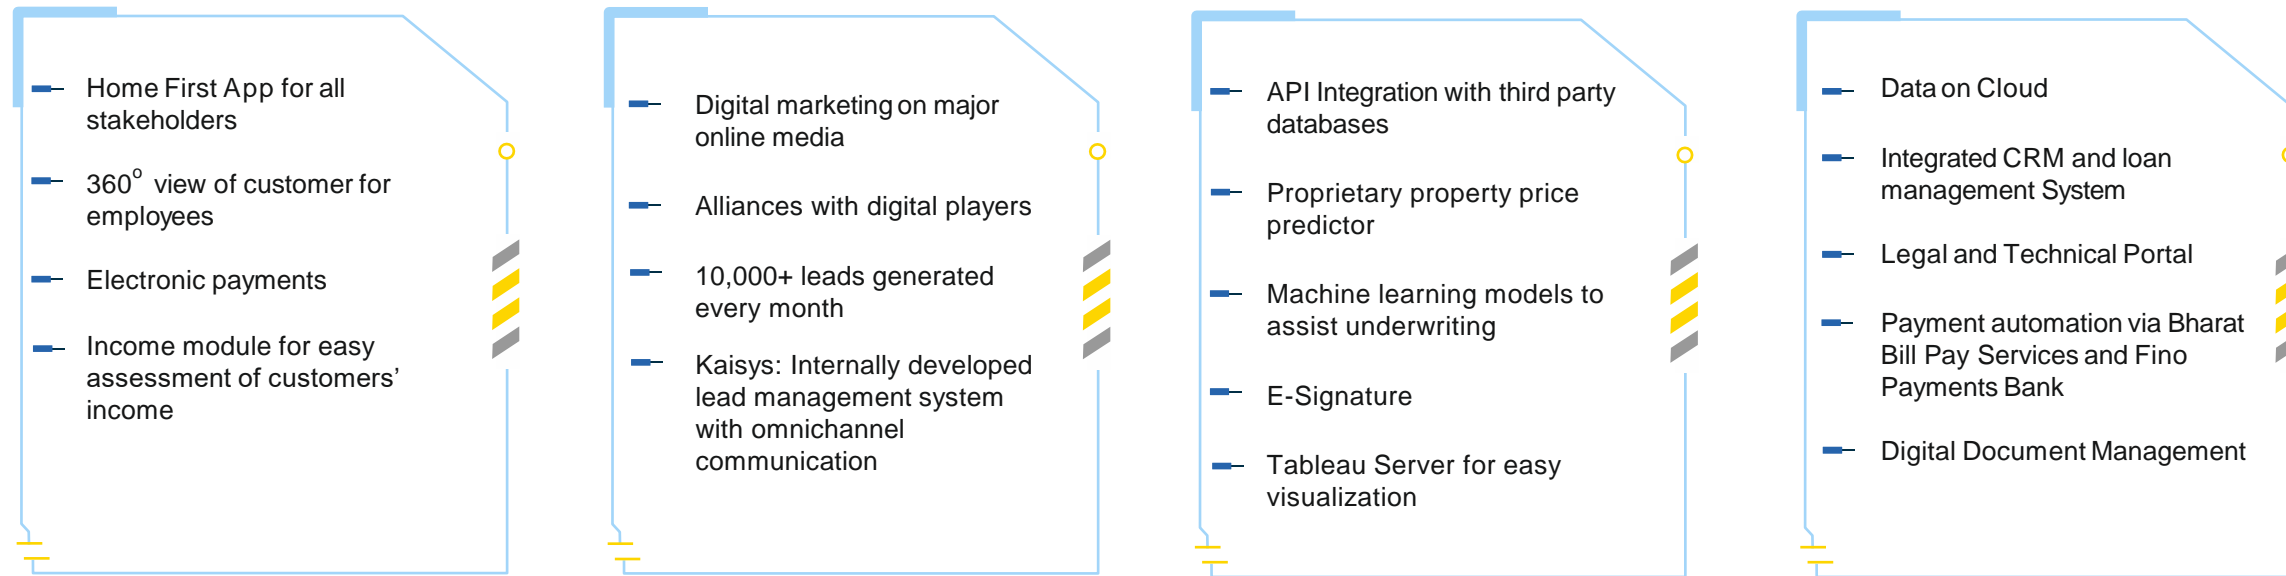 Home First App for all
stakeholders
360° view of customer for
employees
Electronic payments
Income module for easy
assessment of customers’
income
Digital marketing on major
online media
Alliances with digital players
10,000+ leads generated
every month
Kaisys: Internally developed
lead management system
with omnichannel
communication
API Integration with third party
databases
Proprietary property price
predictor
Machine learning models to
assist underwriting
E-Signature
Tableau Server for easy
visualization
Data on Cloud
Integrated CRM and loan
management System
Legal and Technical Portal
Payment automation via Bharat
Bill Pay Services and Fino
Payments Bank
Digital Document Management